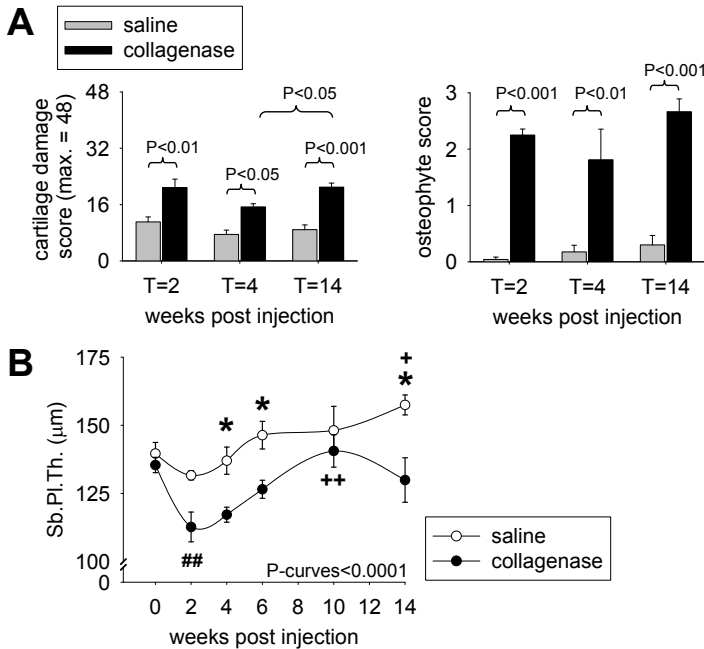 A
saline
collagenase
cartilage damage
score (max. = 48)
48
32
16
0
P<0.01
P<0.05
P<0.001
P<0.05
T=2
T=4
T=14
weeks post injection
osteophyte score
3
2
1
0
P<0.001
P<0.01
P<0.001
T=2
T=4
T=14
weeks post injection
B
Sb.Pl.Th. (μm)
175
150
125
100
0
*
*
+
*
++
##
P-curves<0.0001
0 2 4 6 8 10 12 14
weeks post injection
saline
collagenase